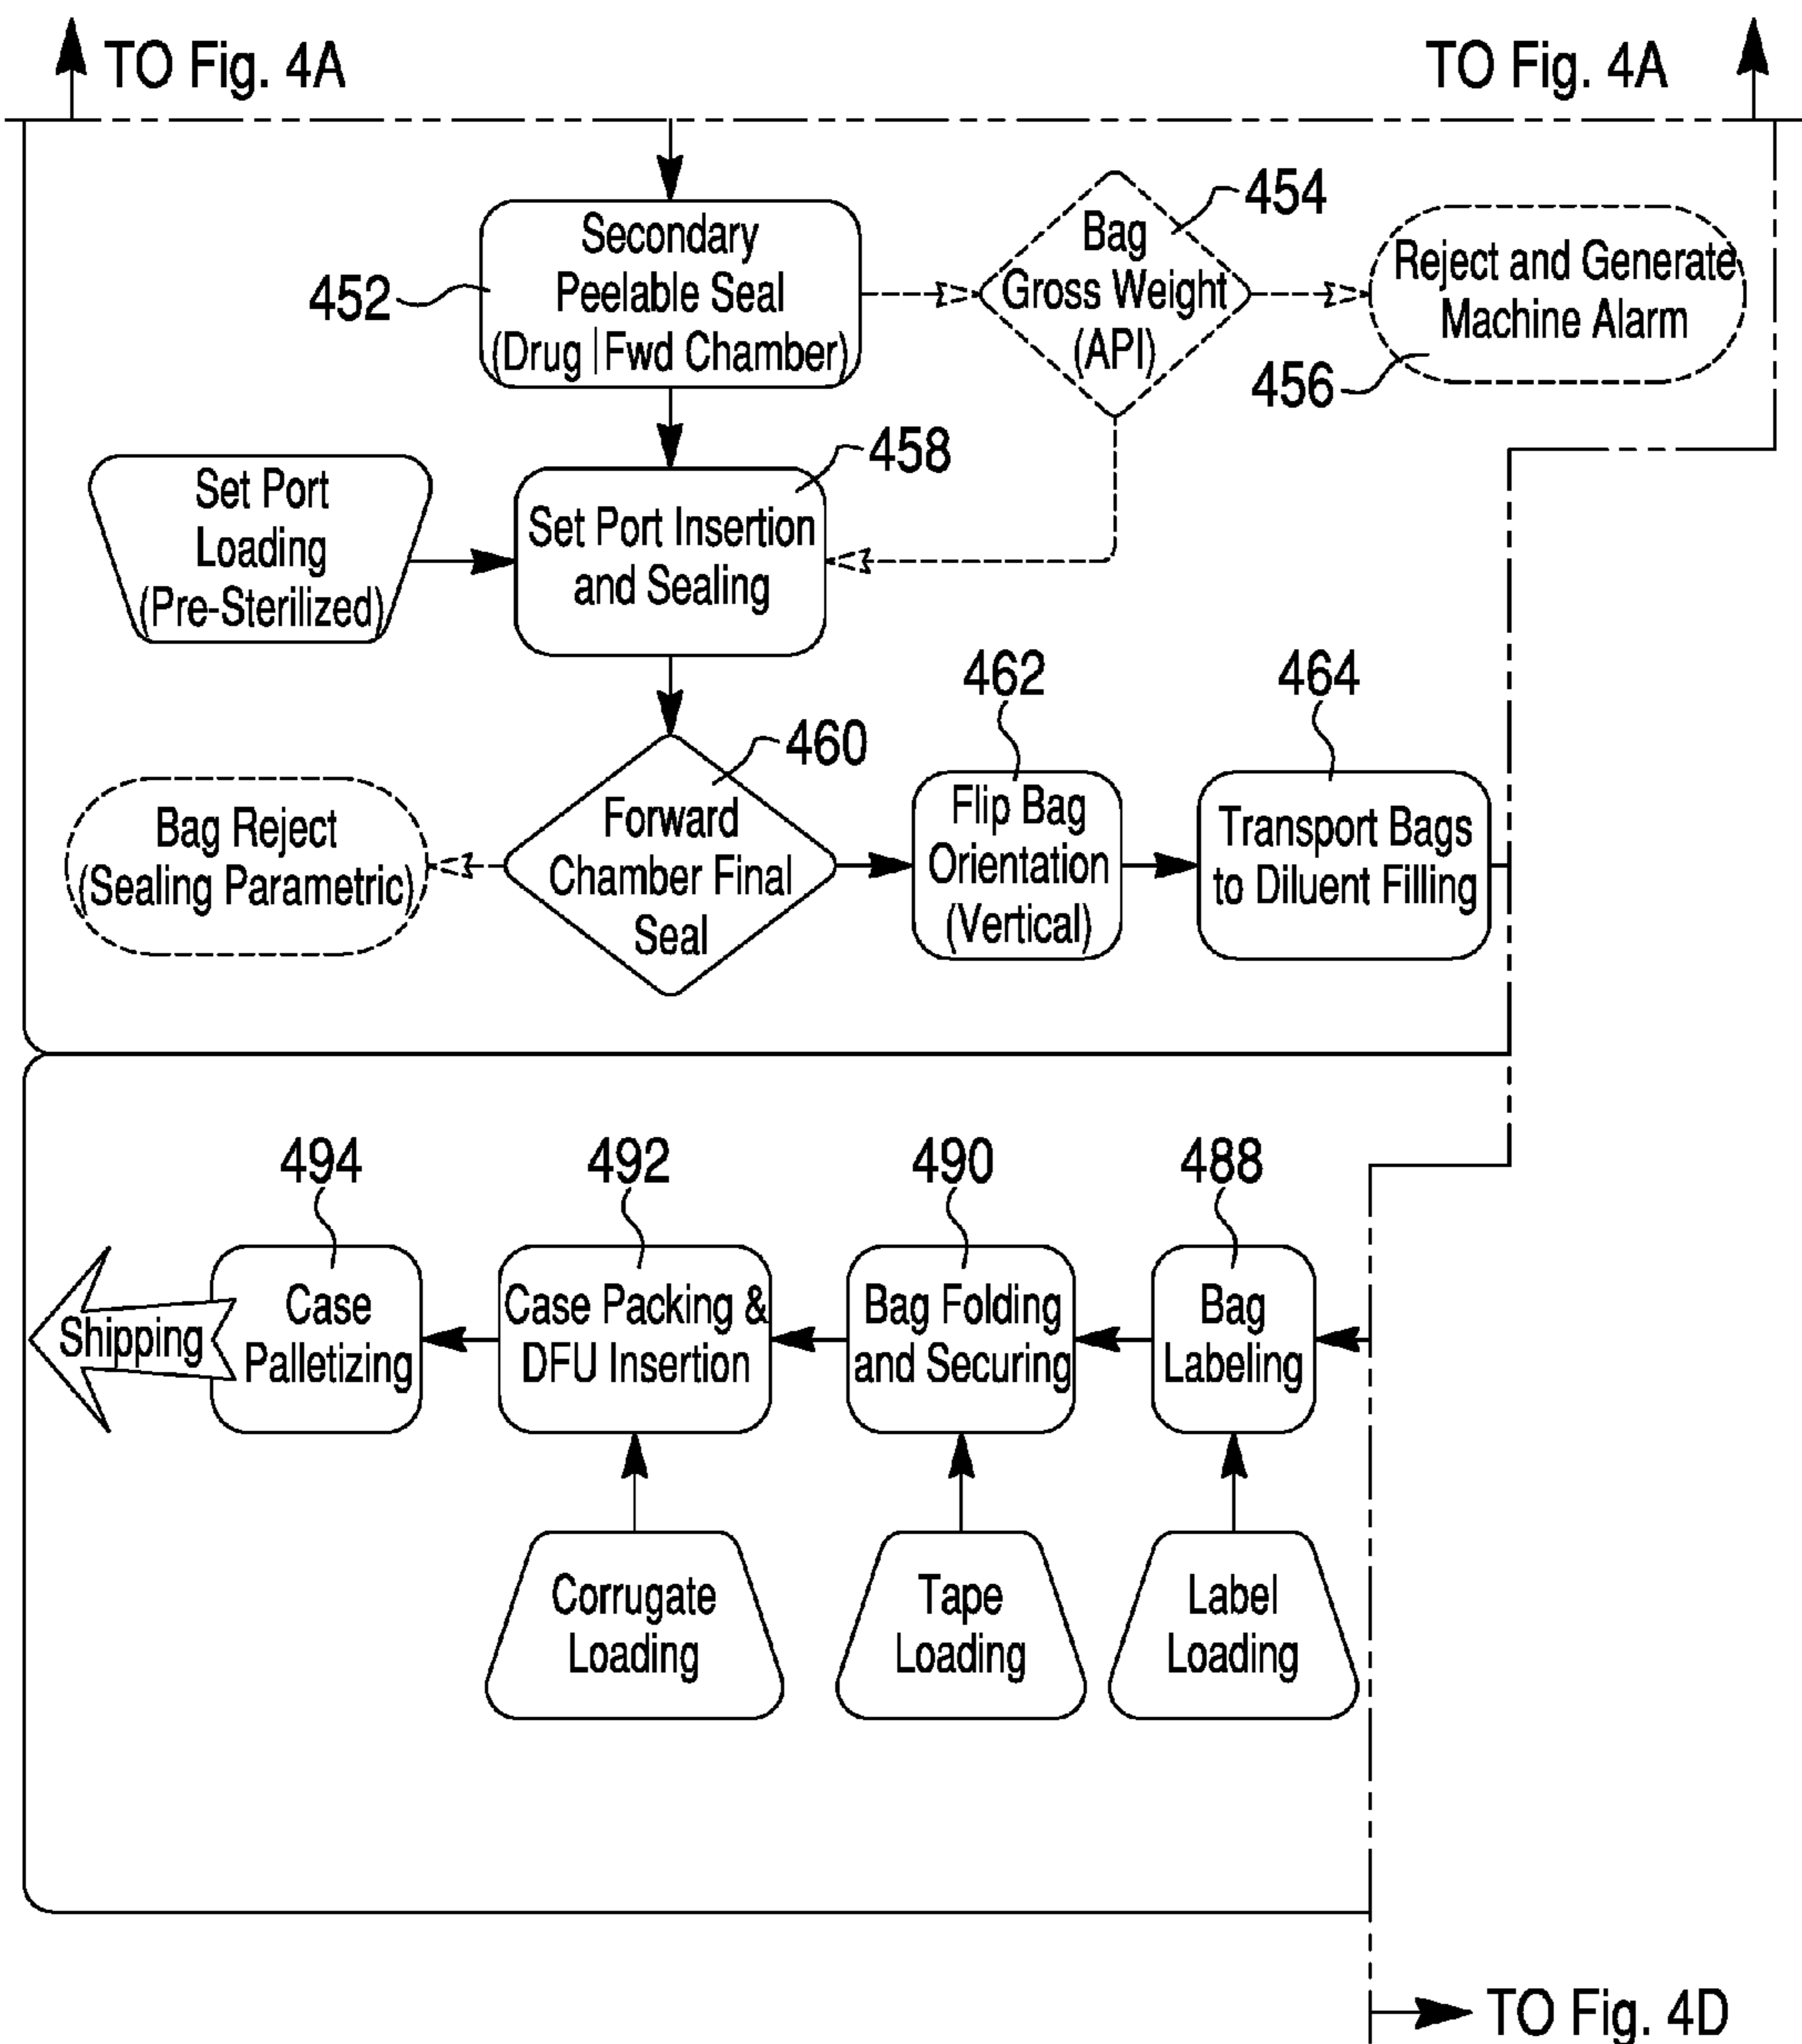 TO Fig. 4A
TO Fig. 4A
Secondary
Peelable Seal
(Drug | Fwd Chamber)
452
Bag
Gross Weight
(API)
454
Reject and Generate
Machine Alarm
456
Set Port
Loading
(Pre-Sterilized)
Set Port Insertion
and Sealing
458
Bag Reject
(Sealing Parametric)
Forward
Chamber Final
Seal
460
462
Flip Bag
Orientation
(Vertical)
464
Transport Bags
to Diluent Filling
494
492
490
488
Shipping
Case
Palletizing
Case Packing &
DFU Insertion
Bag Folding
and Securing
Bag
Labeling
Corrugate
Loading
Tape
Loading
Label
Loading
TO Fig. 4D